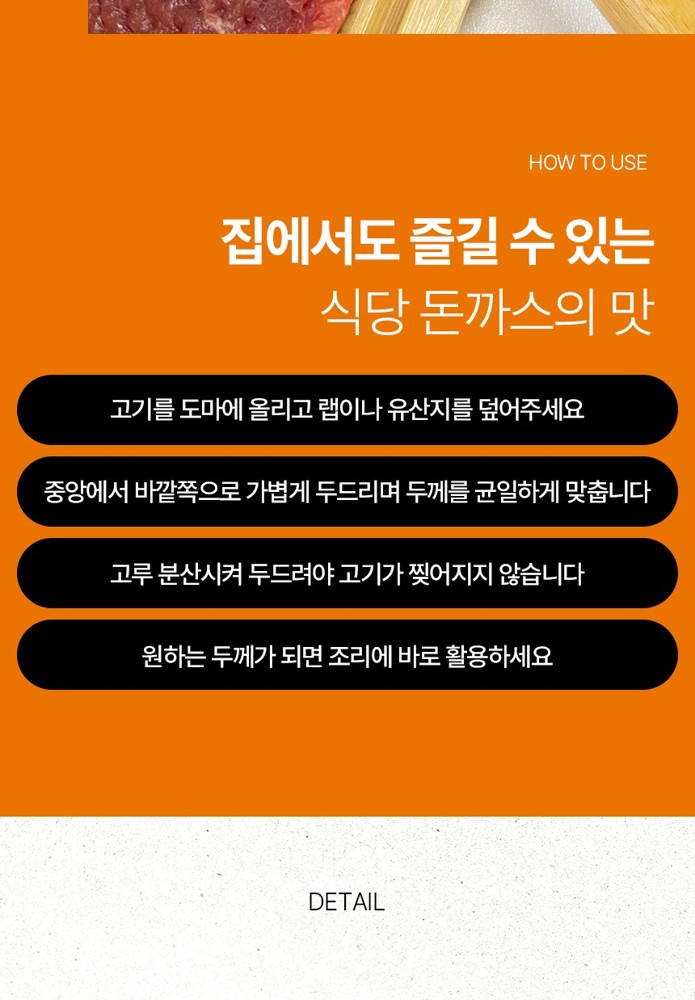 HOW TO USE
집에서도 즐길 수 있는
식당 돈까스의 맛
고기를 도마에 올리고 랩이나 유산지를 덮어주세요
중앙에서 바깥쪽으로 가볍게 두드리며 두께를 균일하게 맞춥니다
고루 분산시켜 두드려야 고기가 찢어지지 않습니다
원하는 두께가 되면 조리에 바로 활용하세요
DETAIL